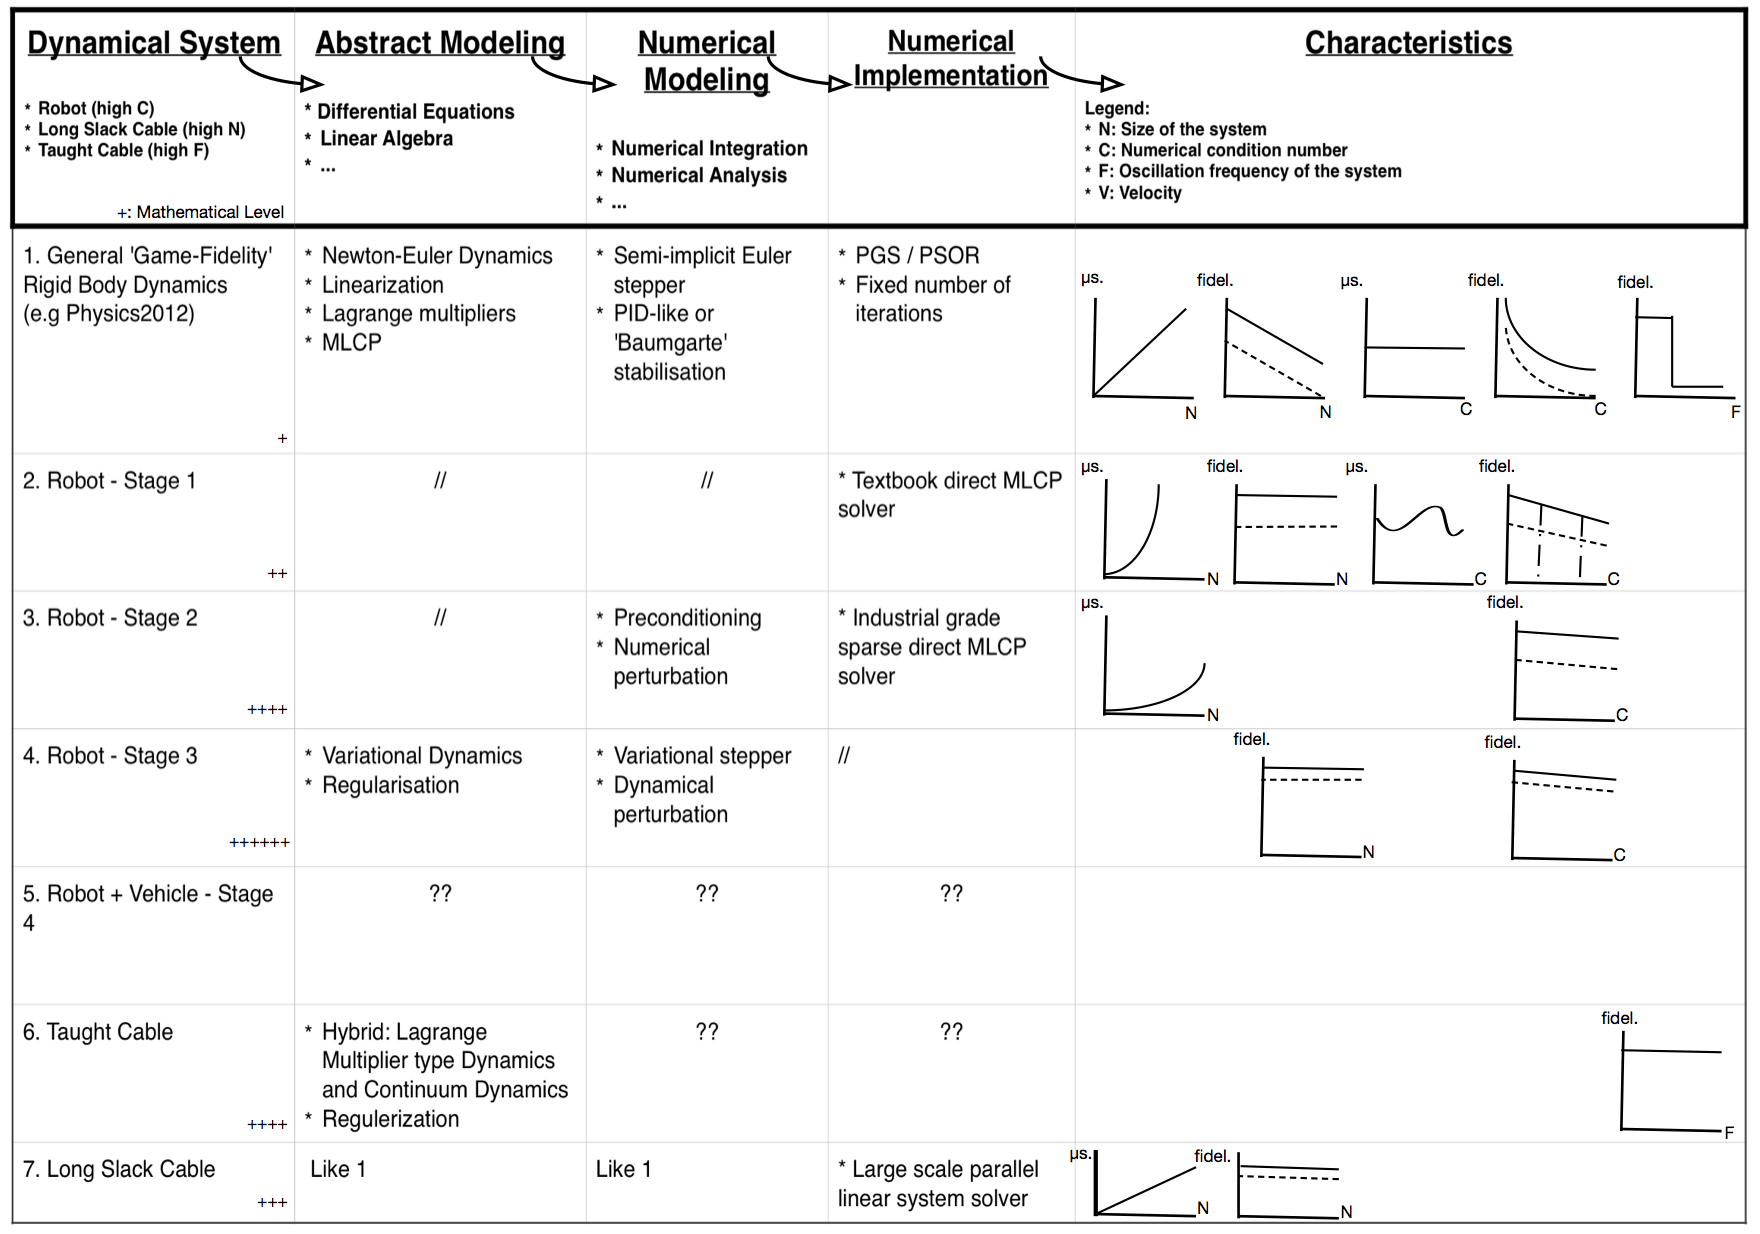 Dynamical System
* Robot (high C)
* Long Slack Cable (high N)
* Taught Cable (high F)
+: Mathematical Level
Abstract Modeling
* Differential Equations
* Linear Algebra
* ...
Numerical
Modeling
* Numerical Integration
* Numerical Analysis
* ...
Numerical
Implementation
Characteristics
Legend:
* N: Size of the system
* C: Numerical condition number
* F: Oscillation frequency of the system
* V: Velocity
1. General 'Game-Fidelity'
Rigid Body Dynamics
(e.g Physics2012)
+
* Newton-Euler Dynamics
* Linearization
* Lagrange multipliers
* MLCP
* Semi-implicit Euler
stepper
* PID-like or
'Baumgarte'
stabilisation
* PGS / PSOR
* Fixed number of
iterations
µs.
N
fidel.
N
µs.
C
fidel.
C
fidel.
F
2. Robot - Stage 1
++
//
//
* Textbook direct MLCP
solver
µs.
N
fidel.
N
µs.
C
fidel.
C
3. Robot - Stage 2
++++
//
* Preconditioning
* Numerical
perturbation
* Industrial grade
sparse direct MLCP
solver
µs.
N
fidel.
C
4. Robot - Stage 3
++++++
* Variational Dynamics
* Regularisation
* Variational stepper
* Dynamical
perturbation
//
fidel.
N
fidel.
C
5. Robot + Vehicle - Stage
4
??
??
??
6. Taught Cable
++++
* Hybrid: Lagrange
Multiplier type Dynamics
and Continuum Dynamics
* Regulerization
??
??
fidel.
F
7. Long Slack Cable
+++
Like 1
Like 1
* Large scale parallel
linear system solver
µs.
N
fidel.
N